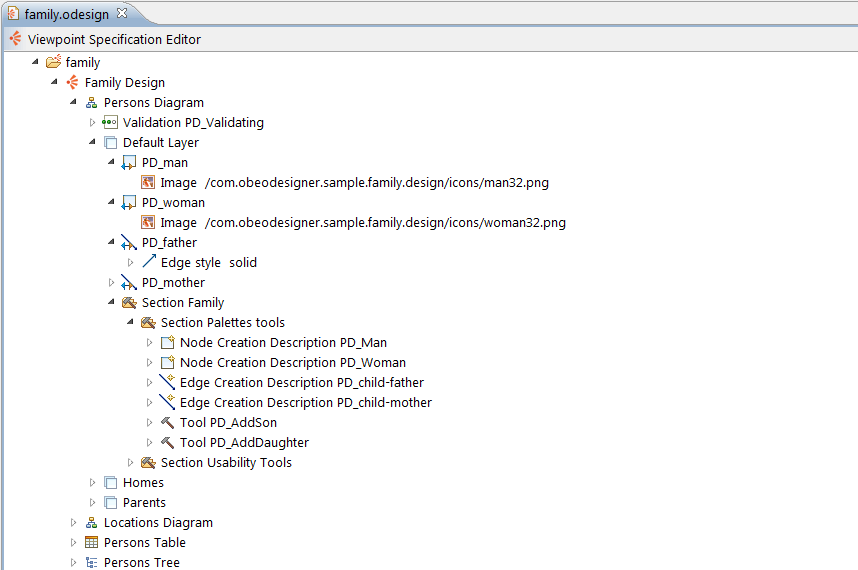 family.odesign
Viewpoint Specification Editor
family
Family Design
Persons Diagram
Validation PD_Validating
Default Layer
PD_man
Image /com.obeodesigner.sample.family.design/icons/man32.png
PD_woman
Image /com.obeodesigner.sample.family.design/icons/woman32.png
PD_father
Edge style solid
PD_mother
Section Family
Section Palettes tools
Node Creation Description PD_Man
Node Creation Description PD_Woman
Edge Creation Description PD_child-father
Edge Creation Description PD_child-mother
Tool PD_AddSon
Tool PD_AddDaughter
Section Usability Tools
Homes
Parents
Locations Diagram
Persons Table
Persons Tree